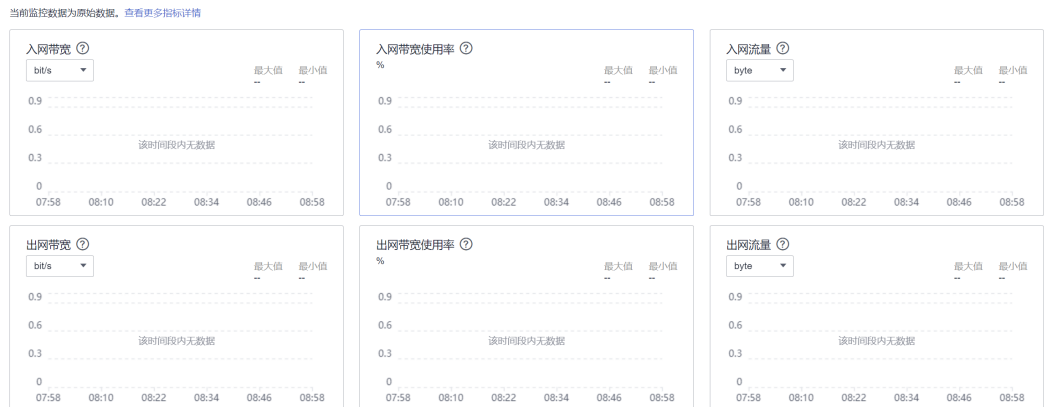 当前监控数据为原始数据。查看更多指标详情
入网带宽 ?
bit/s
最大值 最小值
-- --
0.9
0.6
该时间段内无数据
0.3
0
07:58 08:10 08:22 08:34 08:46 08:58
入网带宽使用率 ?
%
最大值 最小值
-- --
0.9
0.6
该时间段内无数据
0.3
0
07:58 08:10 08:22 08:34 08:46 08:58
入网流量 ?
byte
最大值 最小值
-- --
0.9
0.6
该时间段内无数据
0.3
0
07:58 08:10 08:22 08:34 08:46 08:58
出网带宽 ?
bit/s
最大值 最小值
-- --
0.9
0.6
该时间段内无数据
0.3
0
07:58 08:10 08:22 08:34 08:46 08:58
出网带宽使用率 ?
%
最大值 最小值
-- --
0.9
0.6
该时间段内无数据
0.3
0
07:58 08:10 08:22 08:34 08:46 08:58
出网流量 ?
byte
最大值 最小值
-- --
0.9
0.6
该时间段内无数据
0.3
0
07:58 08:10 08:22 08:34 08:46 08:58